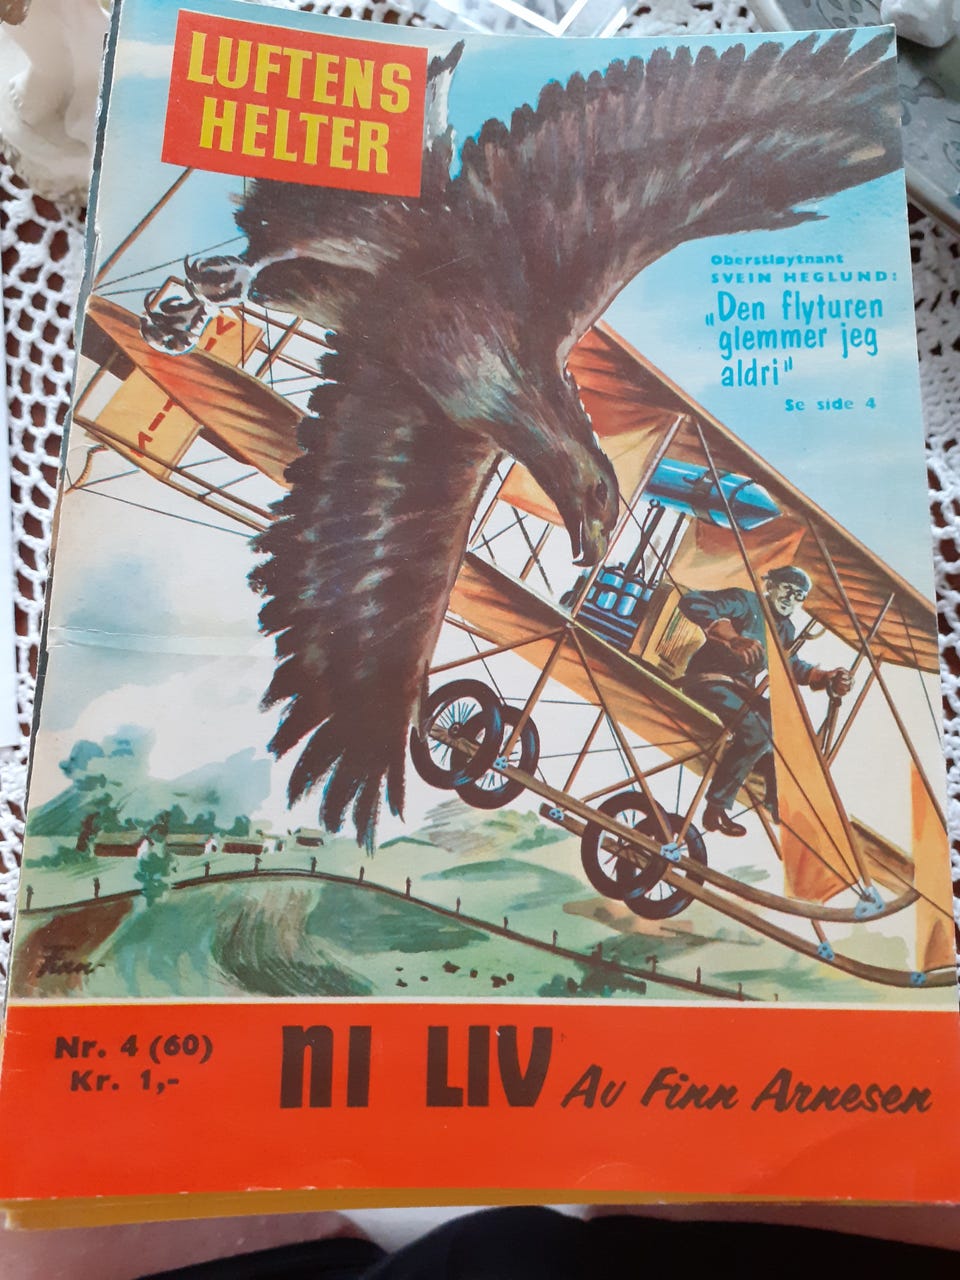 LUFTENS
HELTER
Oberstløytnant
SVEIN HEGLUND:
„Den flyturen
glemmer jeg
aldri"
Se side 4
Nr. 4 (60)
Kr. 1,-
NI LIV Av Finn Arnesen